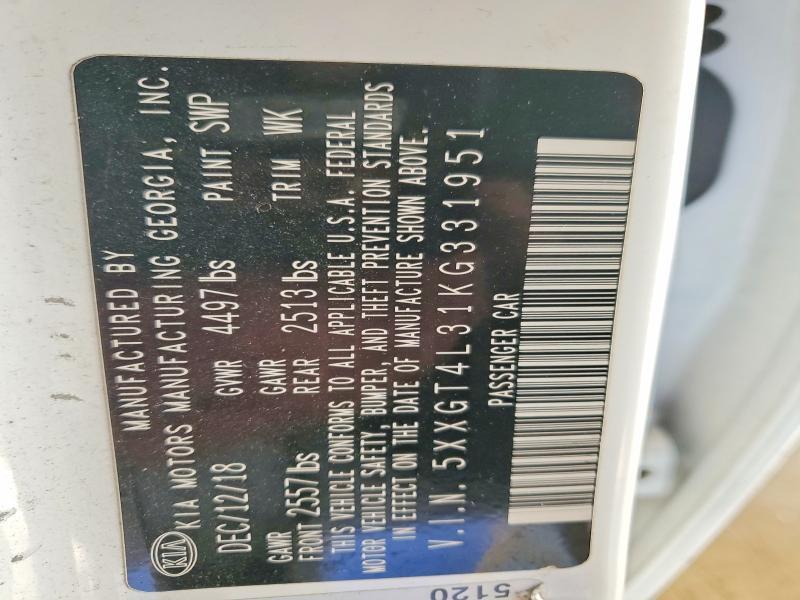 MANUFACTURED BY
KIA KIA MOTORS MANUFACTURING GEORGIA, INC.
DEC/12/18 GVWR 4497lbs PAINT SWP
GAWR FRONT 2557lbs GAWR REAR 2513lbs TRIM WK
THIS VEHICLE CONFORMS TO ALL APPLICABLE U.S.A. FEDERAL
MOTOR VEHICLE SAFETY, BUMPER, AND THEFT PREVENTION STANDARDS
IN EFFECT ON THE DATE OF MANUFACTURE SHOWN ABOVE.
V.I.N. 5XXGT4L31KG331951
PASSENGER CAR
5120